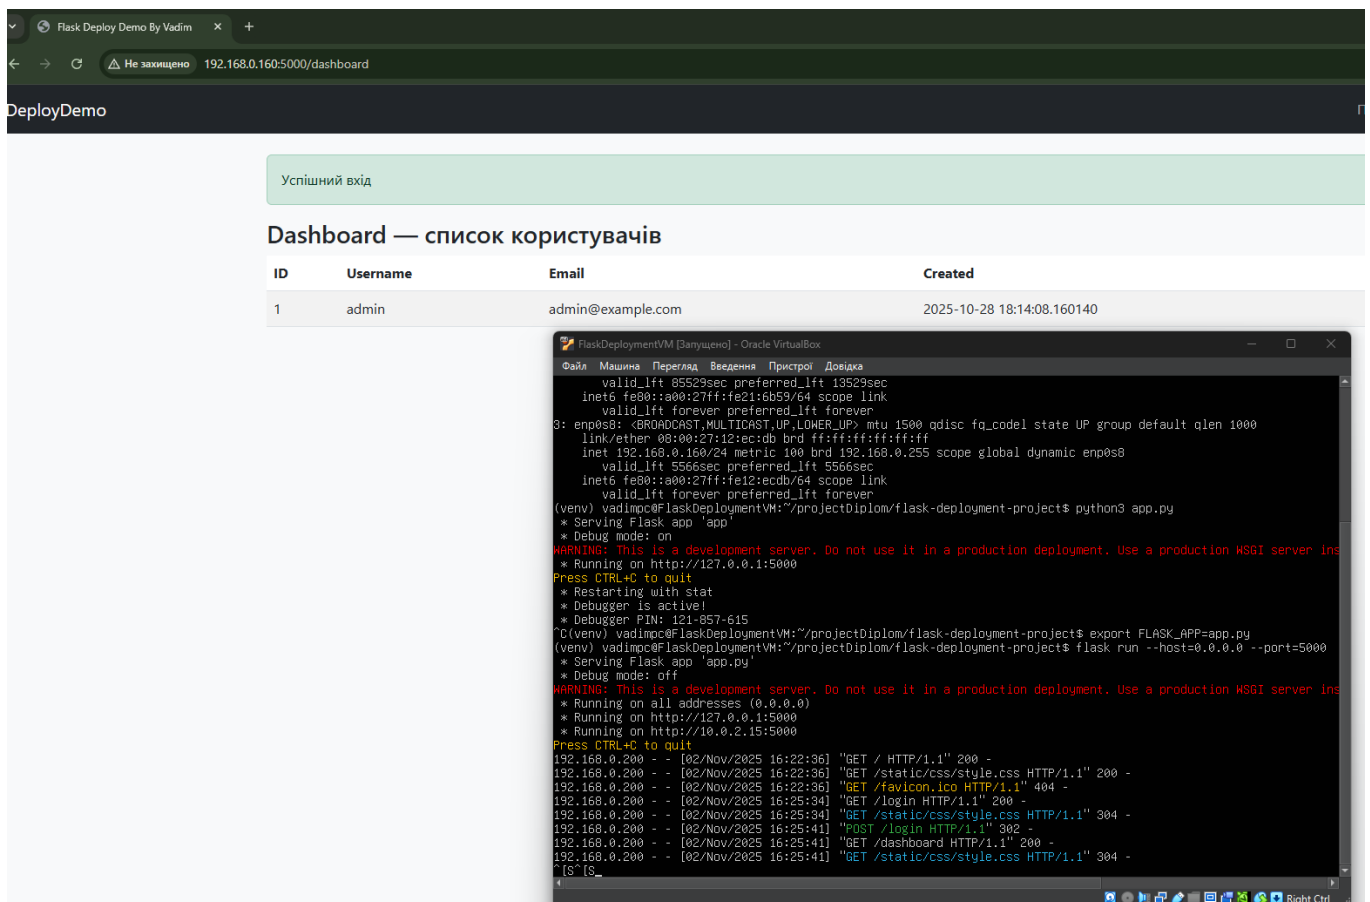 Flask Deploy Demo By Vadim
Не захищено 192.168.0.160:5000/dashboard
DeployDemo
П
Успішний вхід
Dashboard — список користувачів
ID Username Email Created
1 admin admin@example.com 2025-10-28 18:14:08.160140
FlaskDeploymentVM [Запущено] - Oracle VirtualBox
Файл Машина Перегляд Введення Пристрої Довідка
valid_lft 85529sec preferred_lft 13529sec
inet6 fe80::a00:27ff:fe21:6b59/64 scope link
valid_lft forever preferred_lft forever
3: enp0s8: <BROADCAST,MULTICAST,UP,LOWER_UP> mtu 1500 qdisc fq_codel state UP group default qlen 1000
link/ether 08:00:27:12:ec:db brd ff:ff:ff:ff:ff:ff
inet 192.168.0.160/24 metric 100 brd 192.168.0.255 scope global dynamic enp0s8
valid_lft 5566sec preferred_lft 5566sec
inet6 fe80::a00:27ff:fe12:ecdb/64 scope link
valid_lft forever preferred_lft forever
(venv) vadimpc@FlaskDeploymentVM:~/projectDiplom/flask-deployment-project$ python3 app.py
* Serving Flask app 'app'
* Debug mode: on
WARNING: This is a development server. Do not use it in a production deployment. Use a production WSGI server ins
* Running on http://127.0.0.1:5000
Press CTRL+C to quit
* Restarting with stat
* Debugger is active!
* Debugger PIN: 121-857-615
^C(venv) vadimpc@FlaskDeploymentVM:~/projectDiplom/flask-deployment-project$ export FLASK_APP=app.py
(venv) vadimpc@FlaskDeploymentVM:~/projectDiplom/flask-deployment-project$ flask run --host=0.0.0.0 --port=5000
* Serving Flask app 'app.py'
* Debug mode: off
WARNING: This is a development server. Do not use it in a production deployment. Use a production WSGI server ins
* Running on all addresses (0.0.0.0)
* Running on http://127.0.0.1:5000
* Running on http://10.0.2.15:5000
Press CTRL+C to quit
192.168.0.200 - - [02/Nov/2025 16:22:36] "GET / HTTP/1.1" 200 -
192.168.0.200 - - [02/Nov/2025 16:22:36] "GET /static/css/style.css HTTP/1.1" 200 -
192.168.0.200 - - [02/Nov/2025 16:22:36] "GET /favicon.ico HTTP/1.1" 404 -
192.168.0.200 - - [02/Nov/2025 16:25:34] "GET /login HTTP/1.1" 200 -
192.168.0.200 - - [02/Nov/2025 16:25:34] "GET /static/css/style.css HTTP/1.1" 304 -
192.168.0.200 - - [02/Nov/2025 16:25:41] "POST /login HTTP/1.1" 302 -
192.168.0.200 - - [02/Nov/2025 16:25:41] "GET /dashboard HTTP/1.1" 200 -
192.168.0.200 - - [02/Nov/2025 16:25:41] "GET /static/css/style.css HTTP/1.1" 304 -
^[S^[S_
Right Ctrl